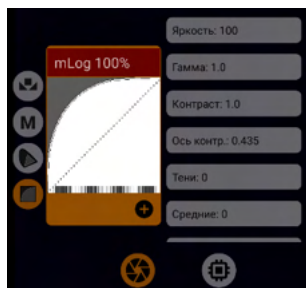 Яркость: 100
mLog 100%
Гамма: 1.0
M
Контраст: 1.0
Ось контр.: 0.435
Тени: 0
Средние: 0